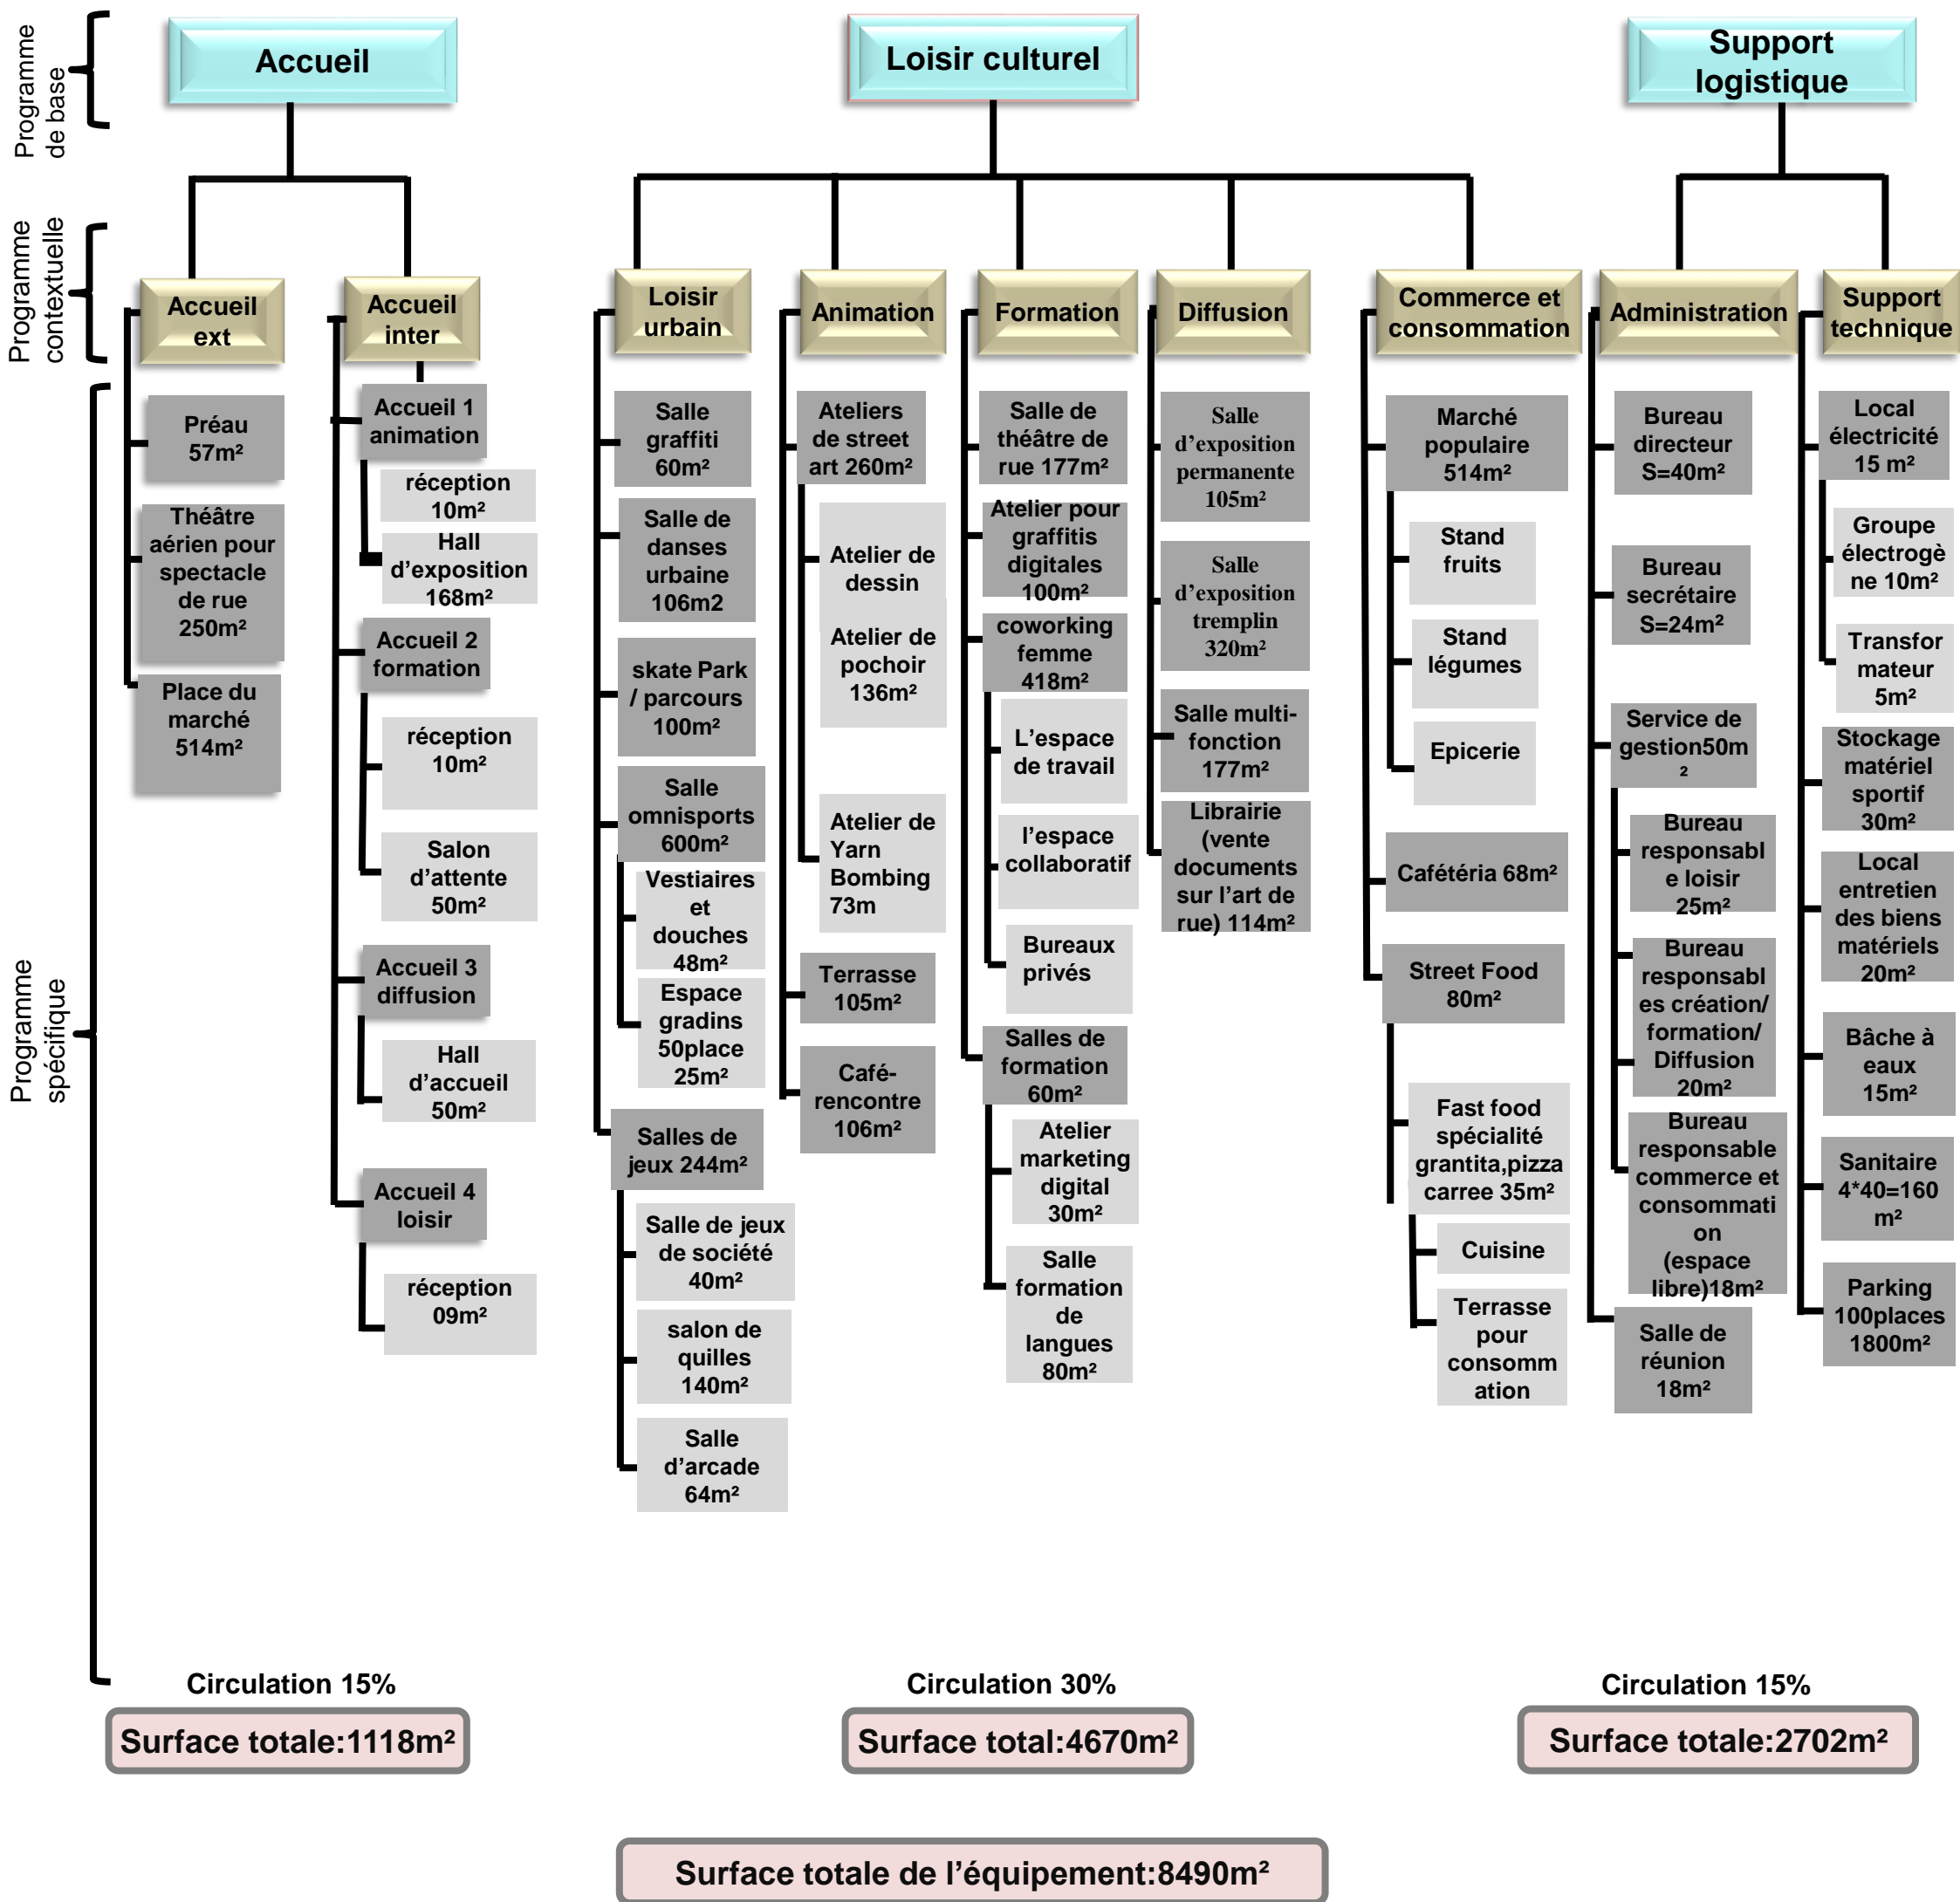 Programme
de base
Accueil
Loisir culturel
Support
logistique
Programme
contextuelle
Accueil
ext
Accueil
inter
Loisir
urbain
Animation
Formation
Diffusion
Commerce et
consommation
Administration
Support
technique
Programme
spécifique
Préau
57m²
Théâtre
aérien pour
spectacle
de rue
250m²
Place du
marché
514m²
Accueil 1
animation
réception
10m²
Hall
d’exposition
168m²
Accueil 2
formation
réception
10m²
Salon
d’attente
50m²
Accueil 3
diffusion
Hall
d’accueil
50m²
Accueil 4
loisir
réception
09m²
Salle
graffiti
60m²
Salle de
danses
urbaine
106m2
skate Park
/ parcours
100m²
Salle
omnisports
600m²
Vestiaires
et
douches
48m²
Espace
gradins
50place
25m²
Salles de
jeux 244m²
Salle de jeux
de société
40m²
salon de
quilles
140m²
Salle
d’arcade
64m²
Ateliers
de street
art 260m²
Atelier de
dessin
Atelier de
pochoir
136m²
Atelier de
Yarn
Bombing
73m
Terrasse
105m²
Café-
rencontre
106m²
Salle de
théâtre de
rue 177m²
Atelier pour
graffitis
digitales
100m²
coworking
femme
418m²
L’espace
de travail
l’espace
collaboratif
Bureaux
privés
Salles de
formation
60m²
Atelier
marketing
digital
30m²
Salle
formation
de
langues
80m²
Salle
d’exposition
permanente
105m²
Salle
d’exposition
tremplin
320m²
Salle multi-
fonction
177m²
Librairie
(vente
documents
sur l’art de
rue) 114m²
Marché
populaire
514m²
Stand
fruits
Stand
légumes
Epicerie
Cafétéria 68m²
Street Food
80m²
Fast food
spécialité
grantita,pizza
carree 35m²
Cuisine
Terrasse
pour
consomm
ation
Bureau
directeur
S=40m²
Bureau
secrétaire
S=24m²
Service de
gestion50m
²
Bureau
responsabl
e loisir
25m²
Bureau
responsabl
es création/
formation/
Diffusion
20m²
Bureau
responsable
commerce et
consommati
on
(espace
libre)18m²
Salle de
réunion
18m²
Local
électricité
15 m²
Groupe
électrogè
ne 10m²
Transfor
mateur
5m²
Stockage
matériel
sportif
30m²
Local
entretien
des biens
matériels
20m²
Bâche à
eaux
15m²
Sanitaire
4*40=160
m²
Parking
100places
1800m²
Circulation 15%
Circulation 30%
Circulation 15%
Surface totale:1118m²
Surface total:4670m²
Surface totale:2702m²
Surface totale de l’équipement:8490m²